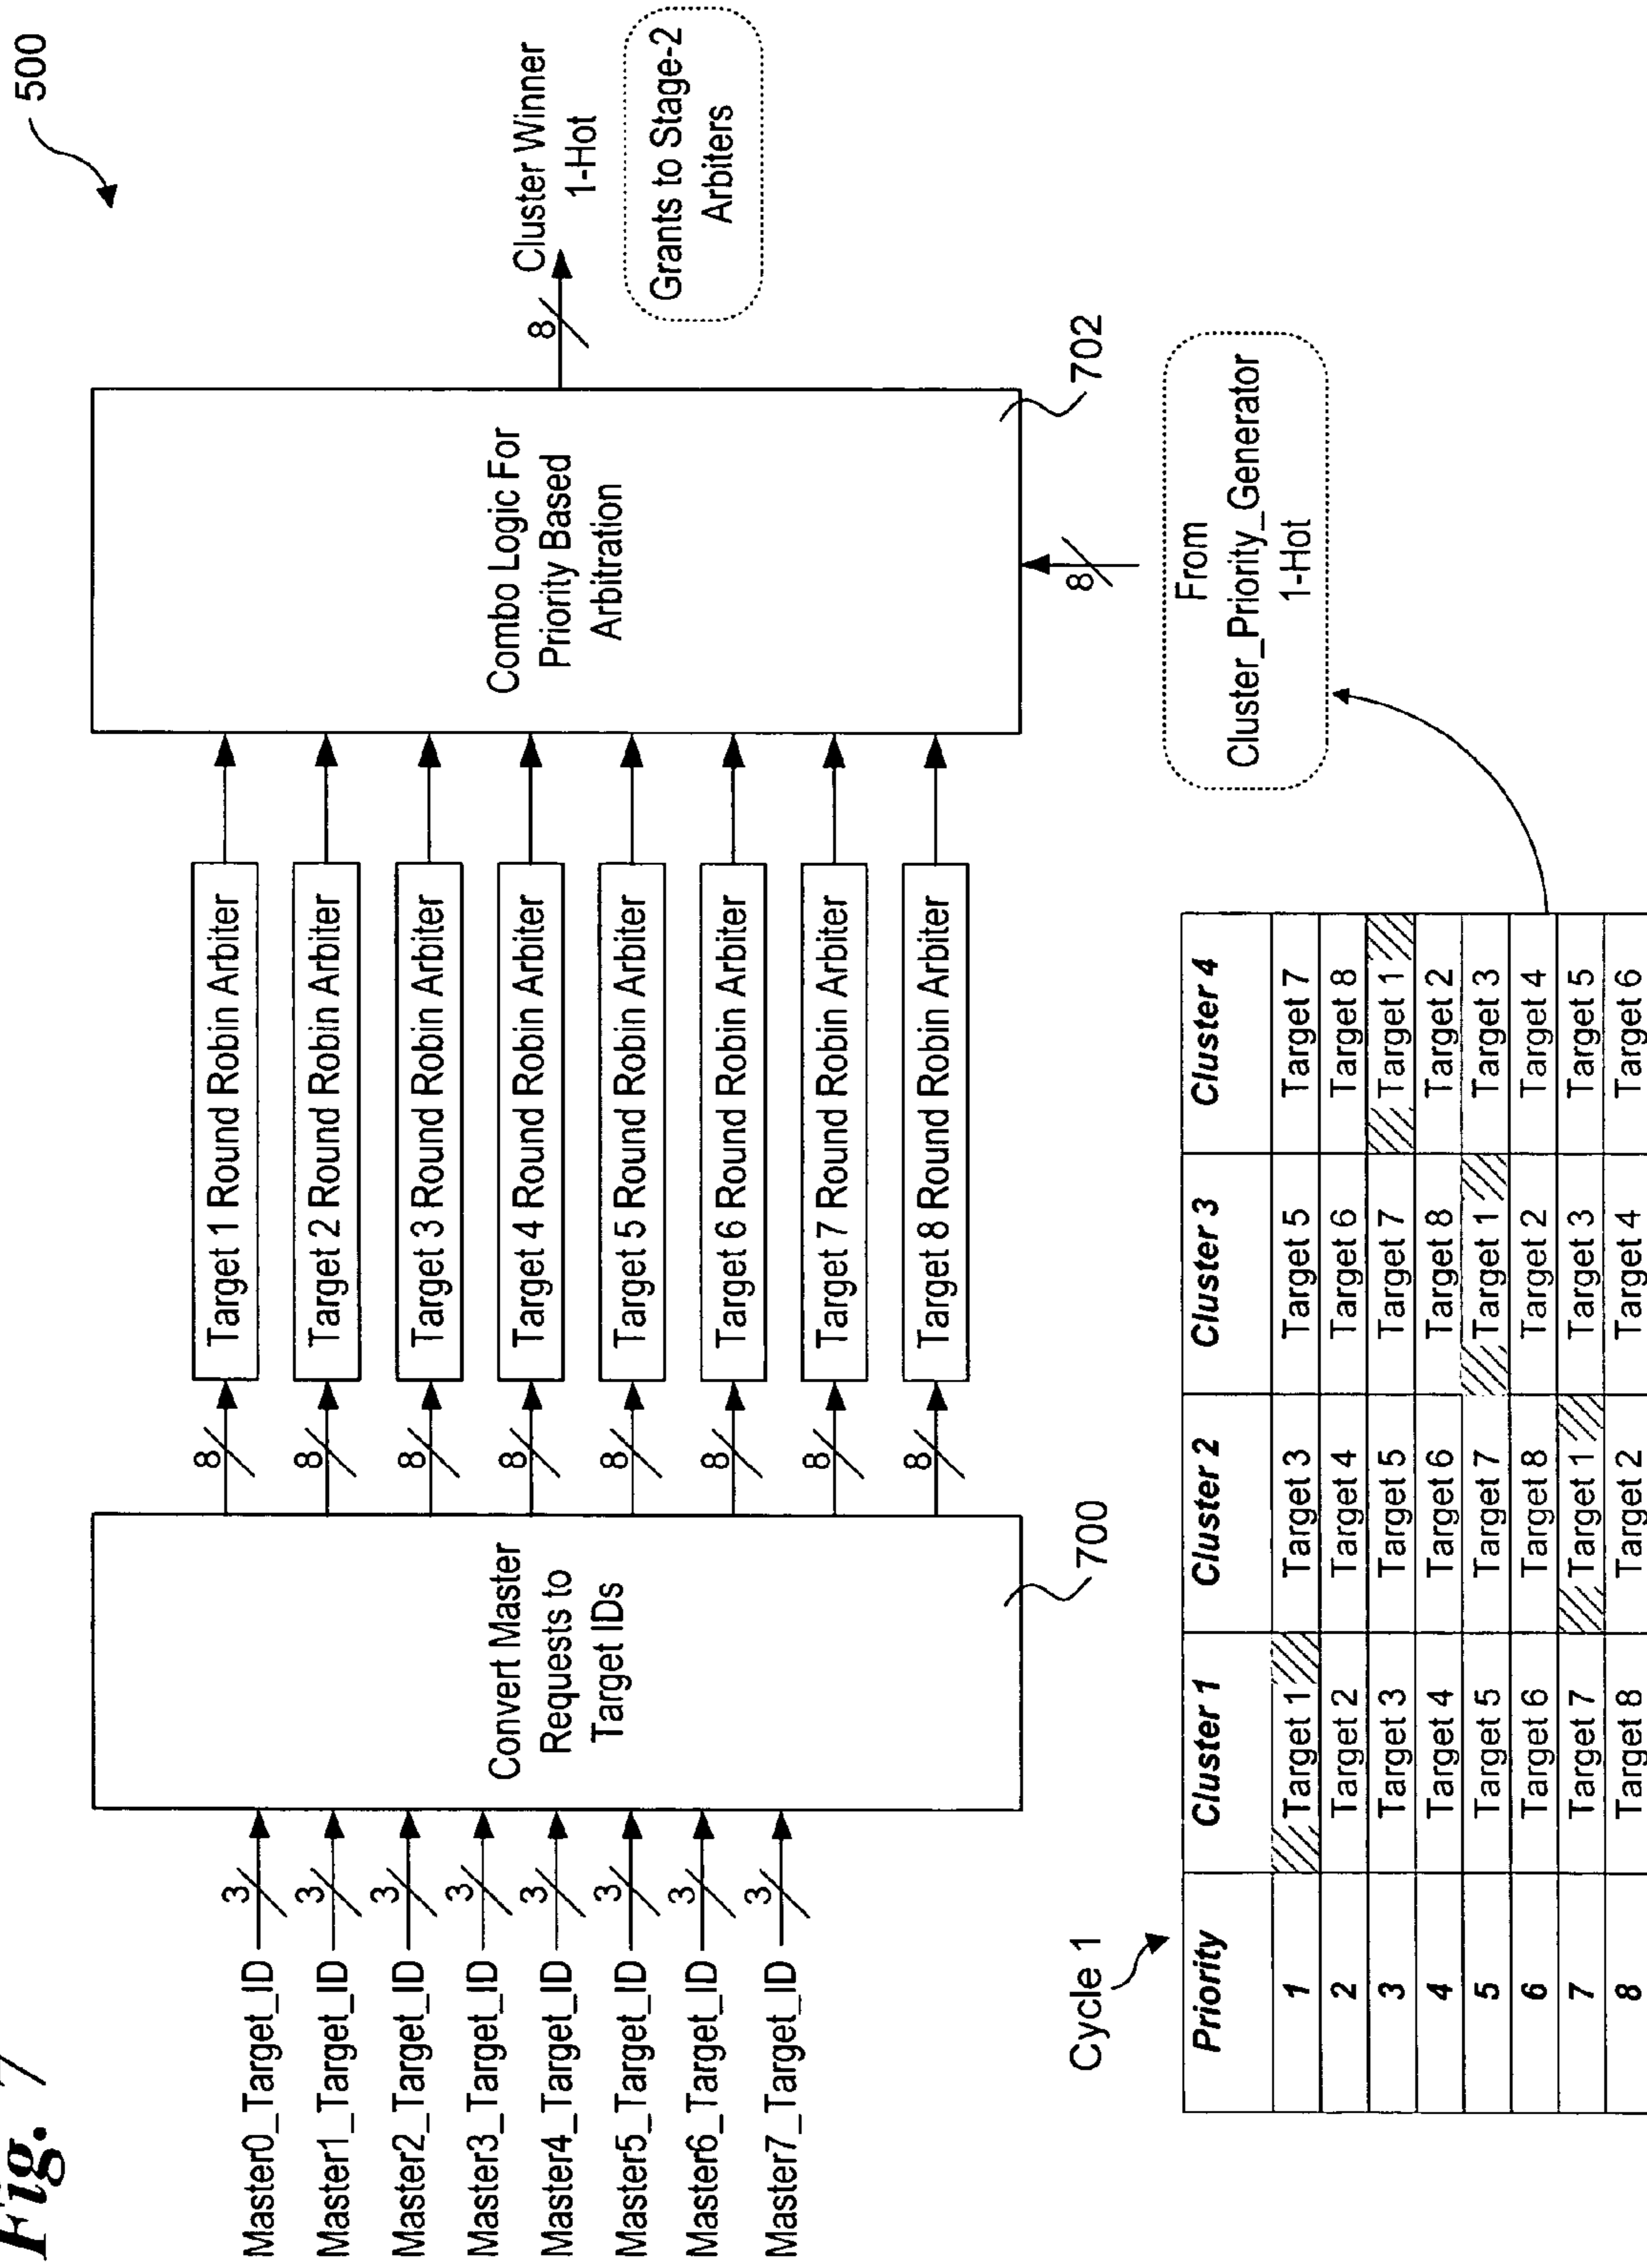 Fig. 7
500
Master0_Target_ID
Master1_Target_ID
Master2_Target_ID
Master3_Target_ID
Master4_Target_ID
Master5_Target_ID
Master6_Target_ID
Master7_Target_ID
3
3
3
3
3
3
3
3
Convert Master
Requests to
Target IDs
700
8
8
8
8
8
8
8
8
Target 1 Round Robin Arbiter
Target 2 Round Robin Arbiter
Target 3 Round Robin Arbiter
Target 4 Round Robin Arbiter
Target 5 Round Robin Arbiter
Target 6 Round Robin Arbiter
Target 7 Round Robin Arbiter
Target 8 Round Robin Arbiter
Combo Logic For
Priority Based
Arbitration
702
8
Cluster Winner
1-Hot
Grants to Stage-2
Arbiters
8
From
Cluster_Priority_Generator
1-Hot
Cycle 1
Priority Cluster 1 Cluster 2 Cluster 3 Cluster 4
1 Target 1 Target 3 Target 5 Target 7
2 Target 2 Target 4 Target 6 Target 8
3 Target 3 Target 5 Target 7 Target 1
4 Target 4 Target 6 Target 8 Target 2
5 Target 5 Target 7 Target 1 Target 3
6 Target 6 Target 8 Target 2 Target 4
7 Target 7 Target 1 Target 3 Target 5
8 Target 8 Target 2 Target 4 Target 6